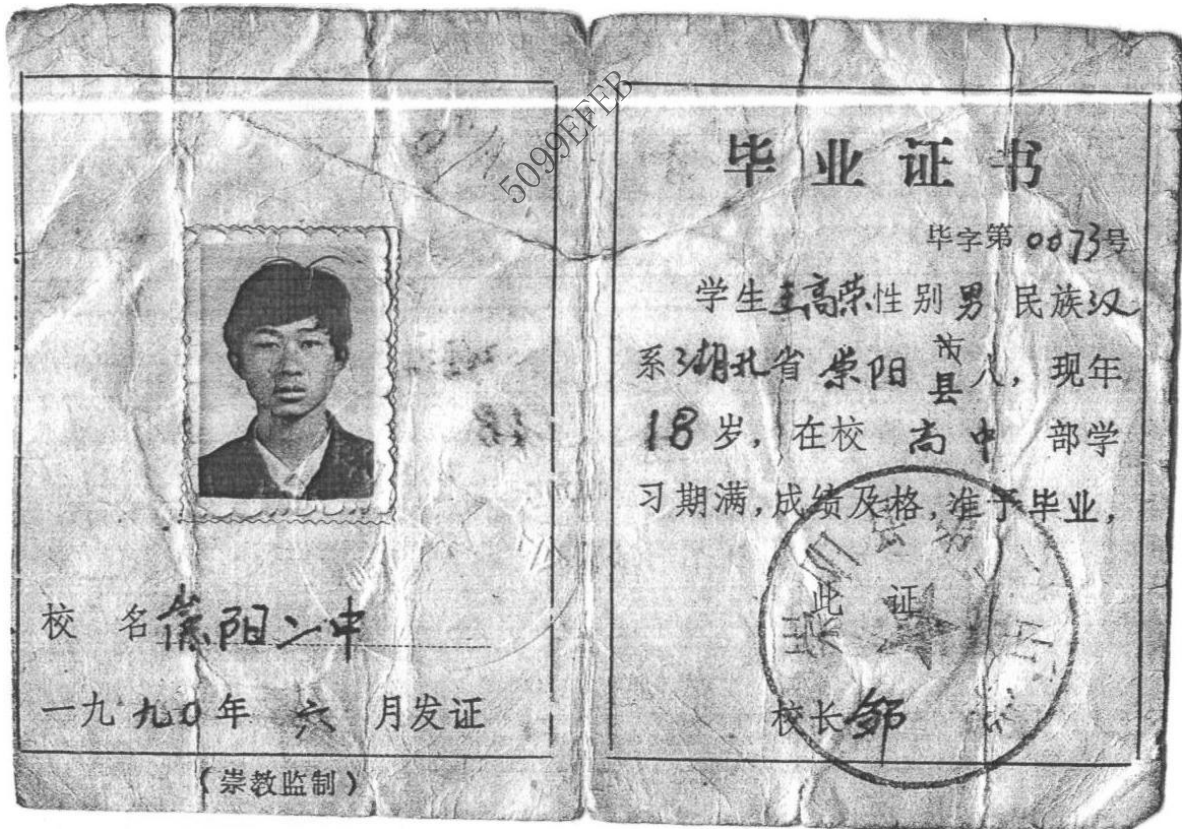 5099EFEB
校 名 崇阳二中
一九九0年 六 月发证
(崇教监制)
毕业证书
毕字第0073号
学生王高荣性别男民族汉
系湖北省崇阳市县人,现年
18岁,在校 高中 部学
习期满,成绩及格,准予毕业,
此证
校长 邹